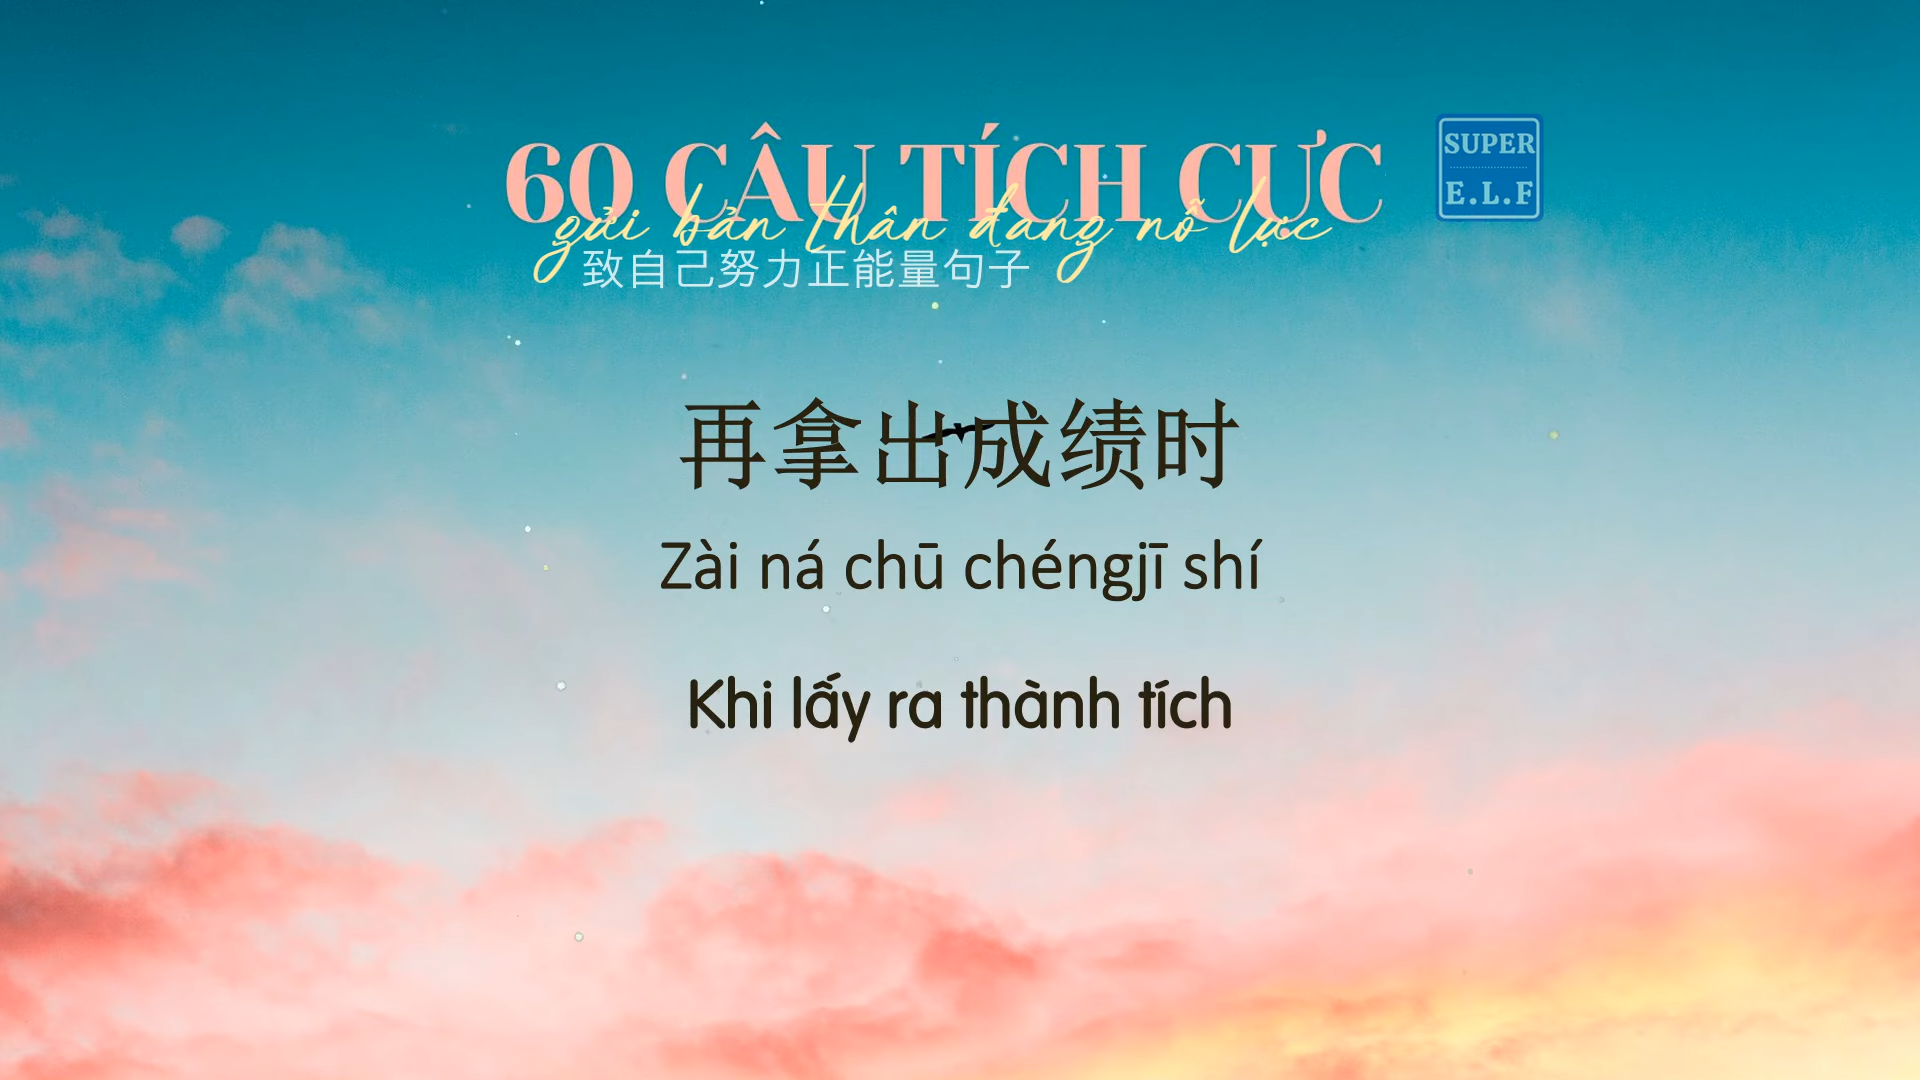 60 CÂU TÍCH CỰC
gửi bản thân đang nỗ lực
致自己努力正能量句子
SUPER
E.L.F
再拿出成绩时
Zài ná chū chéngjī shí
Khi lấy ra thành tích